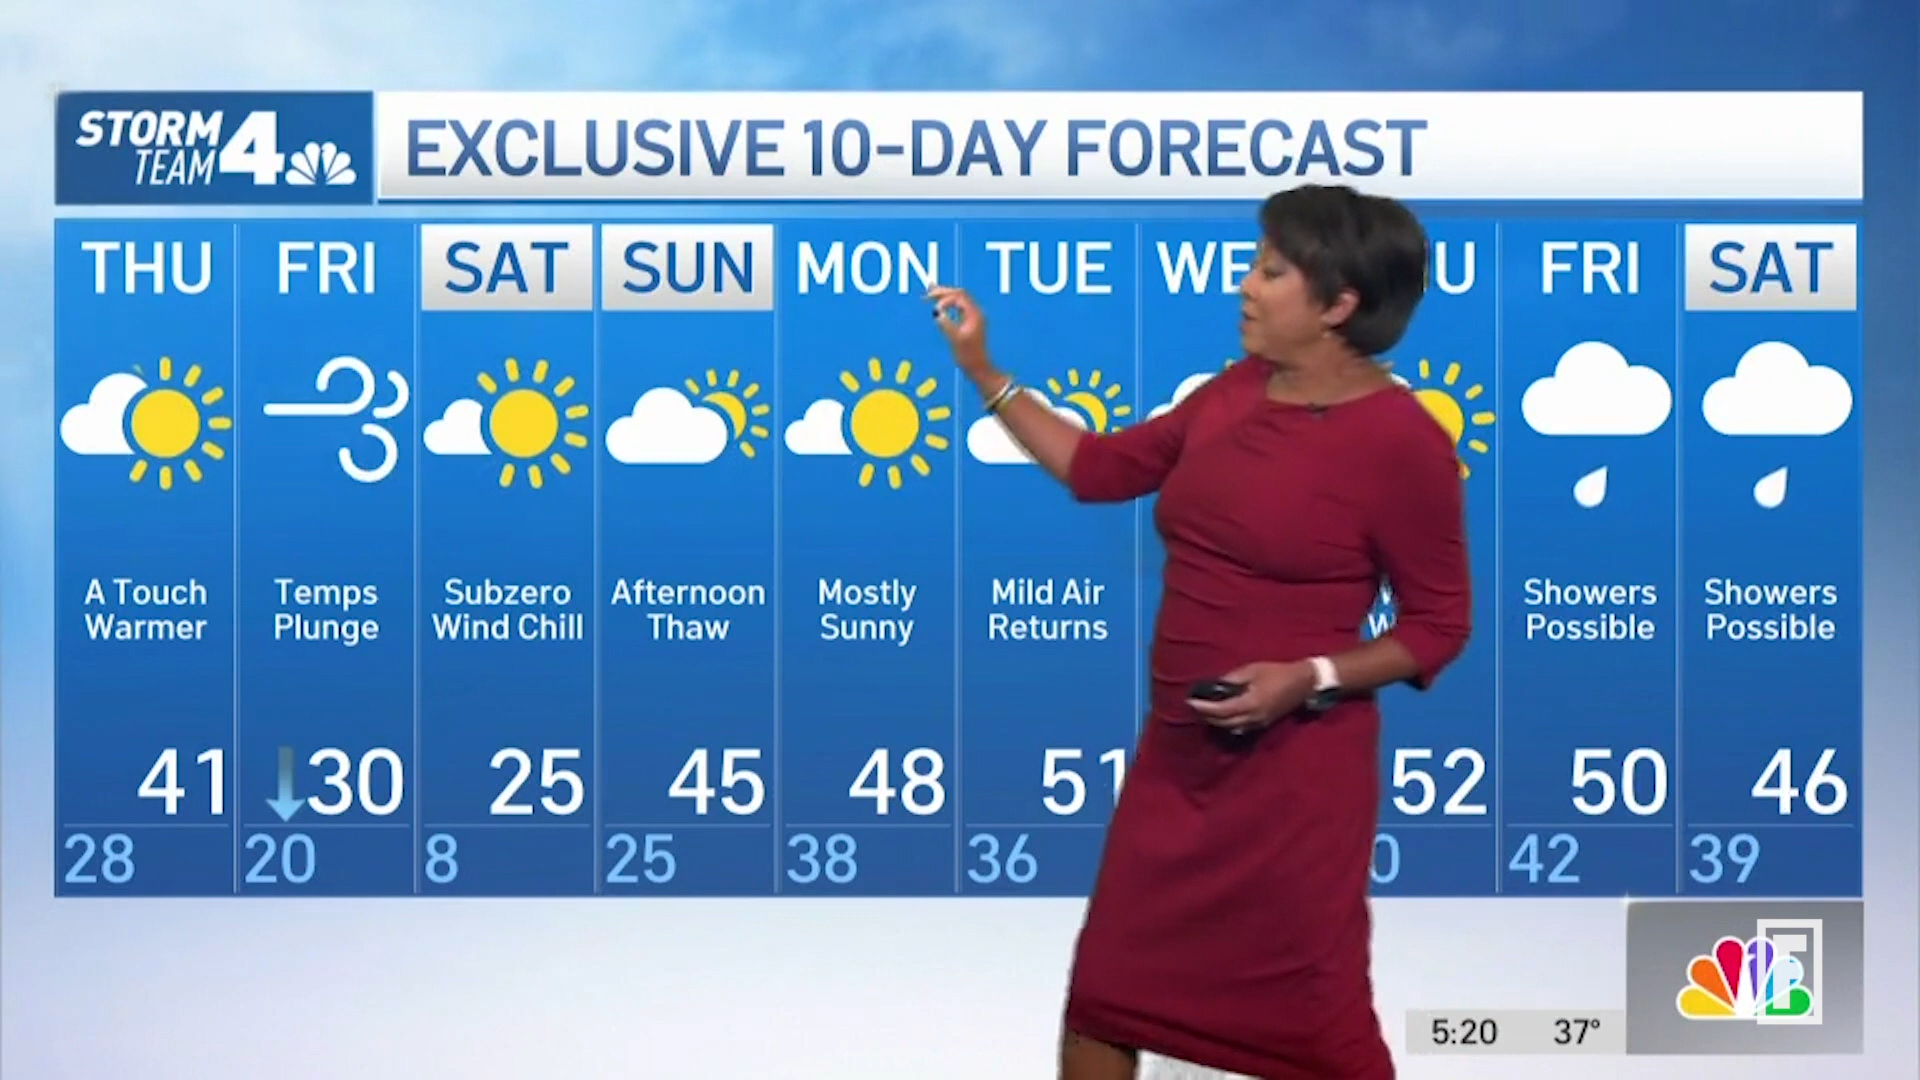 STORM
TEAM 4
EXCLUSIVE 10-DAY FORECAST
THU FRI SAT SUN MON TUE FRI SAT
A Touch Warmer
Temps Plunge
Subzero Wind Chill
Afternoon Thaw
Mostly Sunny
Mild Air Returns
Showers Possible
Showers Possible
41 30 25 45 48 51 52 50 46
28 20 8 25 38 36 42 39
5:20 37°